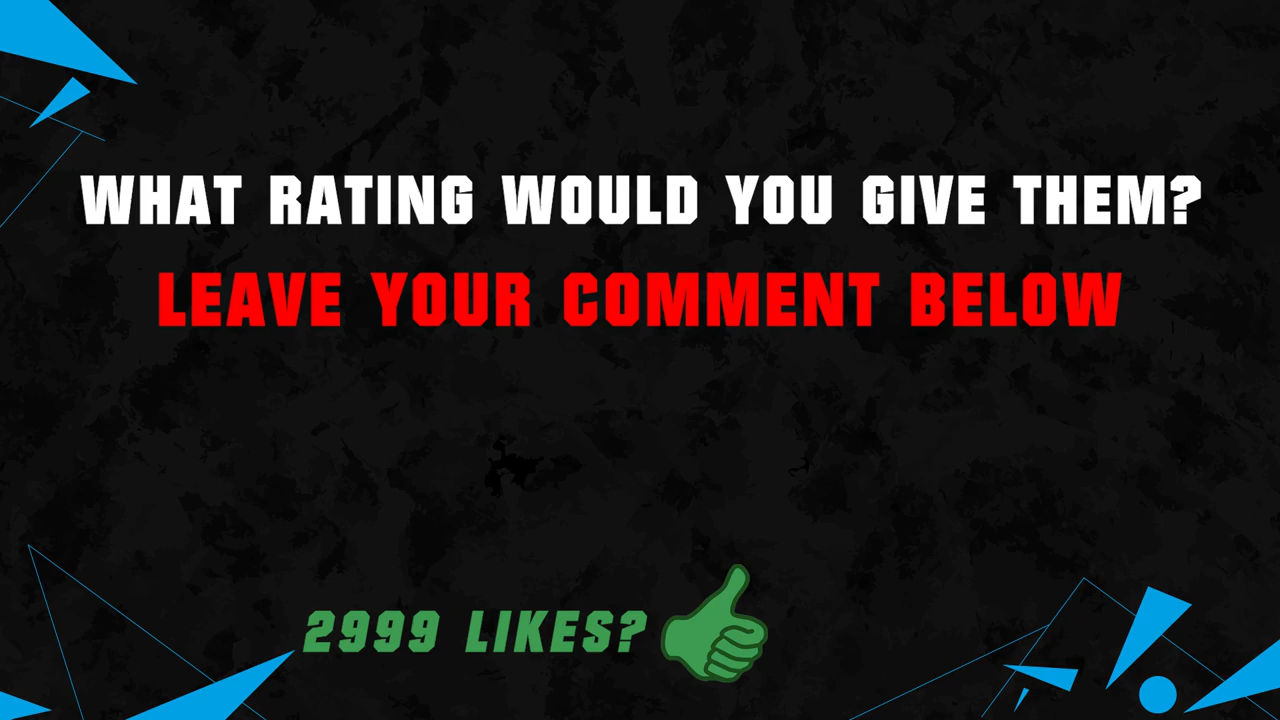 WHAT RATING WOULD YOU GIVE THEM?
LEAVE YOUR COMMENT BELOW
2999 LIKES?